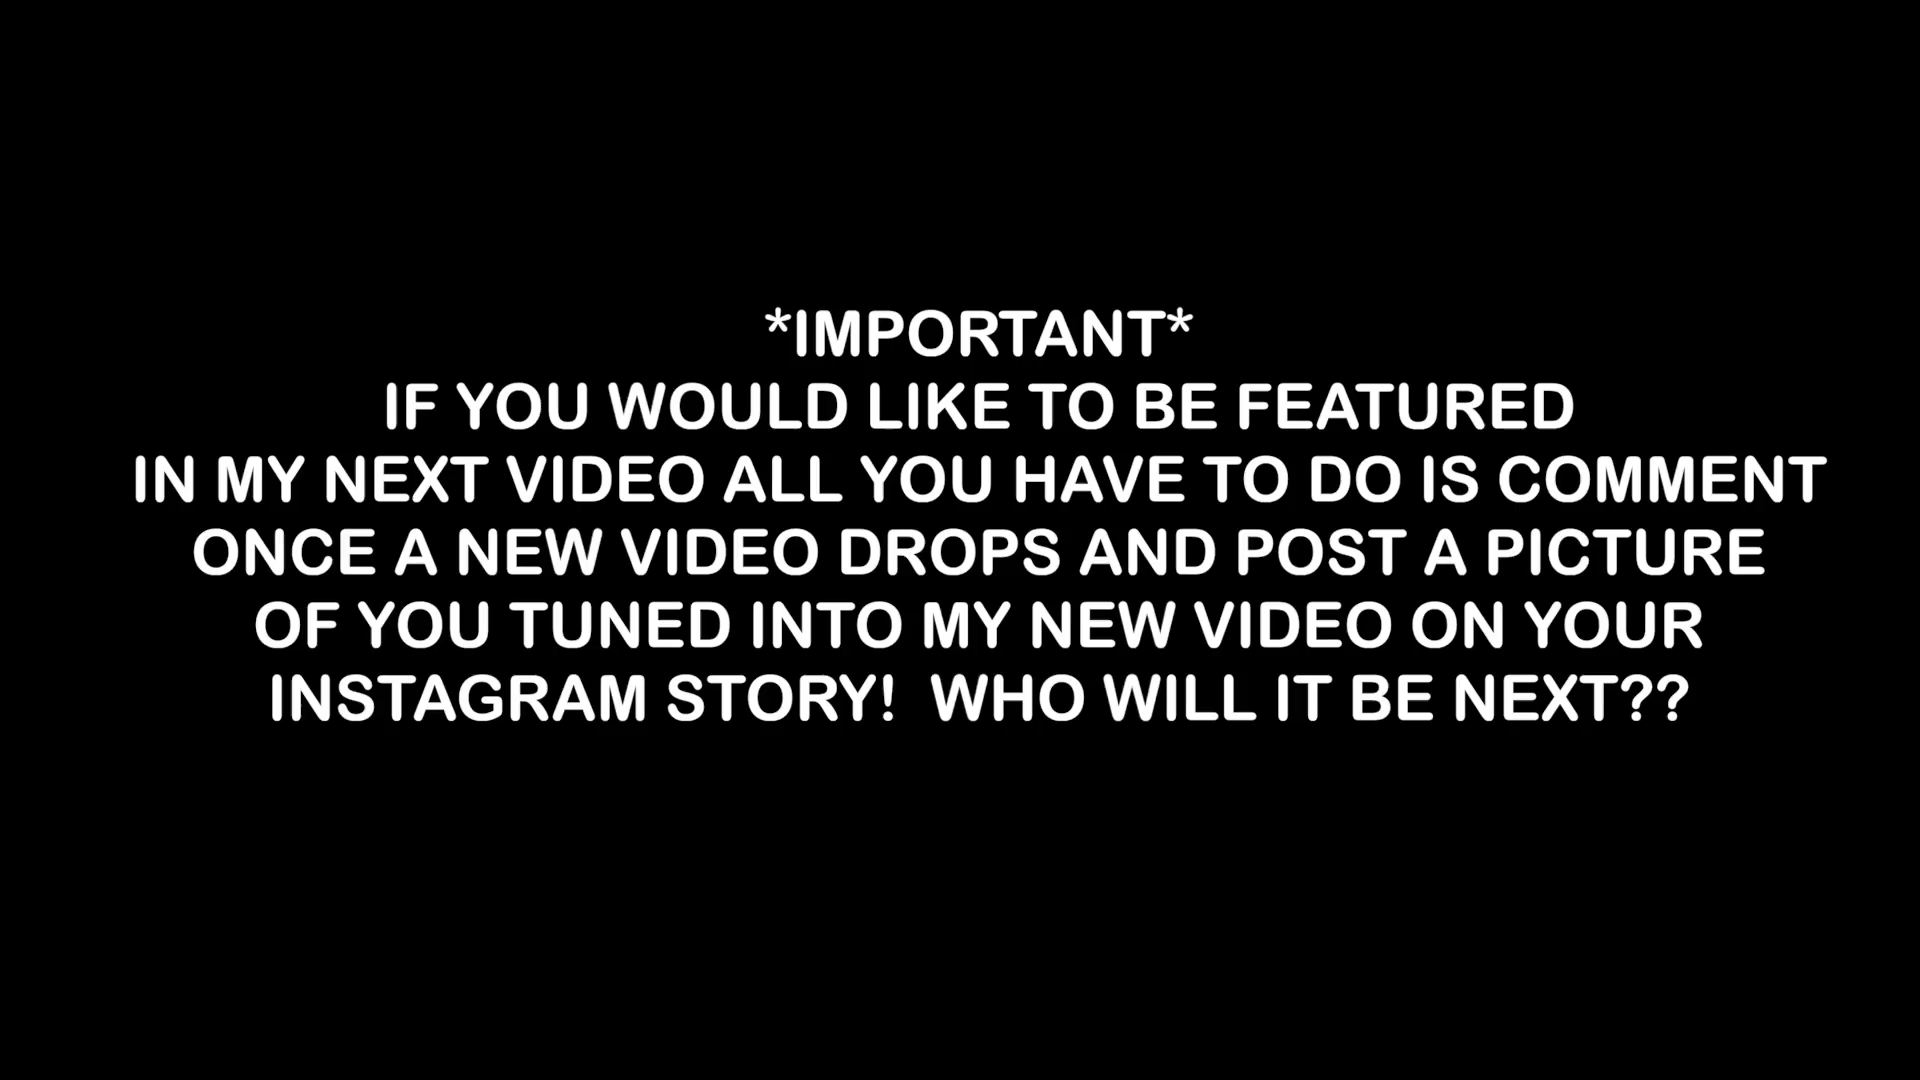 *IMPORTANT*
IF YOU WOULD LIKE TO BE FEATURED
IN MY NEXT VIDEO ALL YOU HAVE TO DO IS COMMENT
ONCE A NEW VIDEO DROPS AND POST A PICTURE
OF YOU TUNED INTO MY NEW VIDEO ON YOUR
INSTAGRAM STORY!  WHO WILL IT BE NEXT??